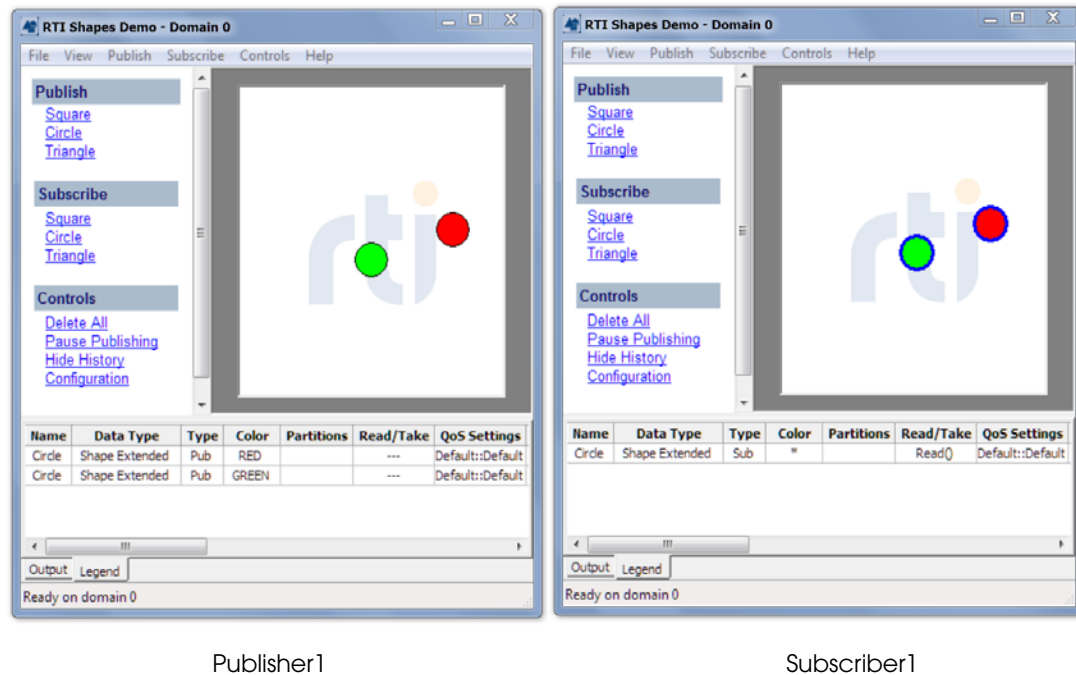 RTI Shapes Demo - Domain 0
File View Publish Subscribe Controls Help
Publish
Square
Circle
Triangle
Subscribe
Square
Circle
Triangle
Controls
Delete All
Pause Publishing
Hide History
Configuration
rti
Name Data Type Type Color Partitions Read/Take QoS Settings
Circle Shape Extended Pub RED --- Default::Default
Circle Shape Extended Pub GREEN --- Default::Default
Output Legend
Ready on domain 0
Publisher1
RTI Shapes Demo - Domain 0
File View Publish Subscribe Controls Help
Publish
Square
Circle
Triangle
Subscribe
Square
Circle
Triangle
Controls
Delete All
Pause Publishing
Hide History
Configuration
rti
Name Data Type Type Color Partitions Read/Take QoS Settings
Circle Shape Extended Sub * Read() Default::Default
Output Legend
Ready on domain 0
Subscriber1